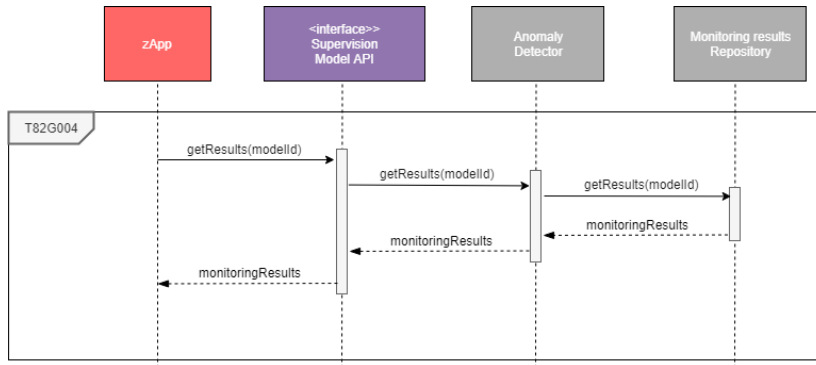 zApp
<interface>>
Supervision
Model API
Anomaly
Detector
Monitoring results
Repository
T82G004
getResults(modelId)
getResults(modelId)
getResults(modelId)
monitoringResults
monitoringResults
monitoringResults